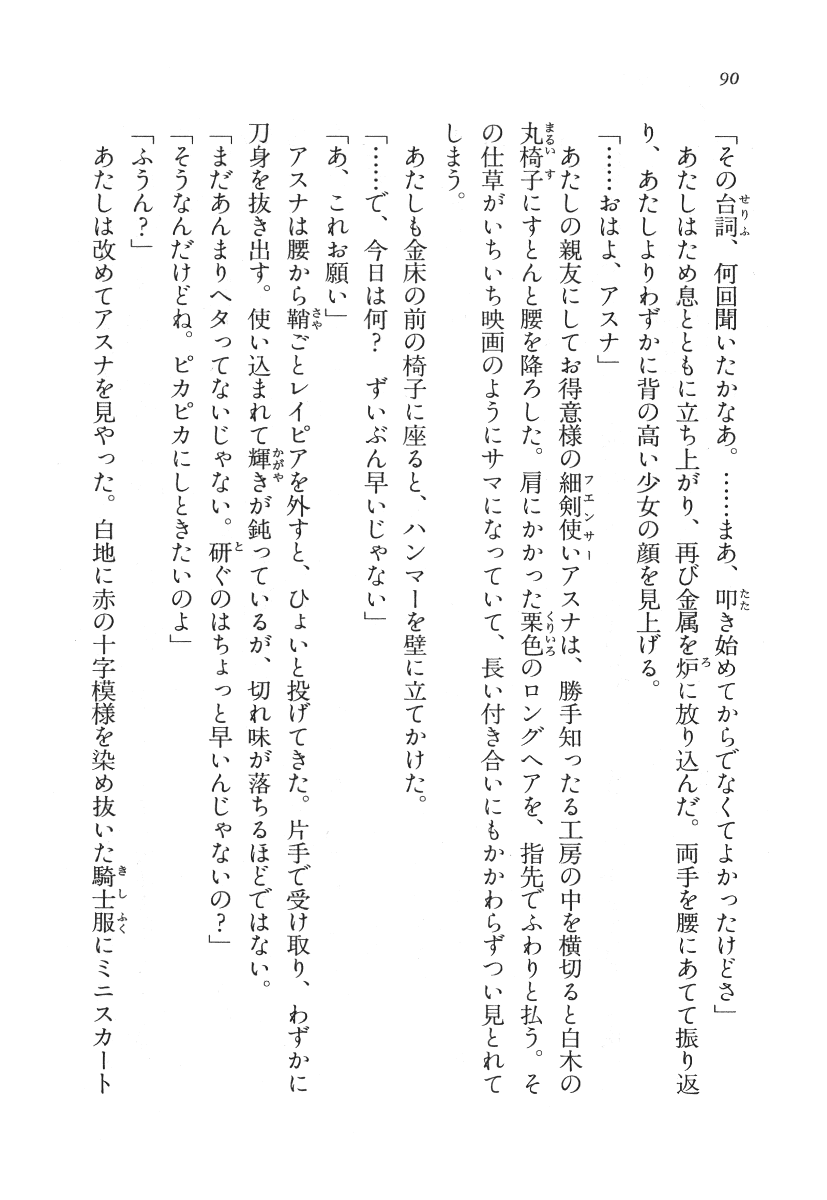 90
「その台詞、何回聞いたかなあ。……まあ、叩き始めてからでなくてよかったけどさ」
あたしはため息とともに立ち上がり、再び金属を炉に放り込んだ。両手を腰にあてて振り返
り、あたしよりわずかに背の高い少女の顔を見上げる。
「……おはよ、アスナ」
あたしの親友にしてお得意様の細剣使いアスナは、勝手知ったる工房の中を横切ると白木の
丸椅子にすとんと腰を降ろした。肩にかかった栗色のロングヘアを、指先でふわりと払う。そ
の仕草がいちいち映画のようにサマになっていて、長い付き合いにもかかわらずつい見とれて
しまう。
あたしも金床の前の椅子に座ると、ハンマーを壁に立てかけた。
「……で、今日は何？　ずいぶん早いじゃない」
「あ、これお願い」
アスナは腰から鞘ごとレイピアを外すと、ひょいと投げてきた。片手で受け取り、わずかに
刀身を抜き出す。使い込まれて輝きが鈍っているが、切れ味が落ちるほどではない。
「まだあんまりヘタってないじゃない。研ぐのはちょっと早いんじゃないの？」
「そうなんだけどね。ピカピカにしときたいのよ」
「ふうん？」
あたしは改めてアスナを見やった。白地に赤の十字模様を染め抜いた騎士服にミニスカート